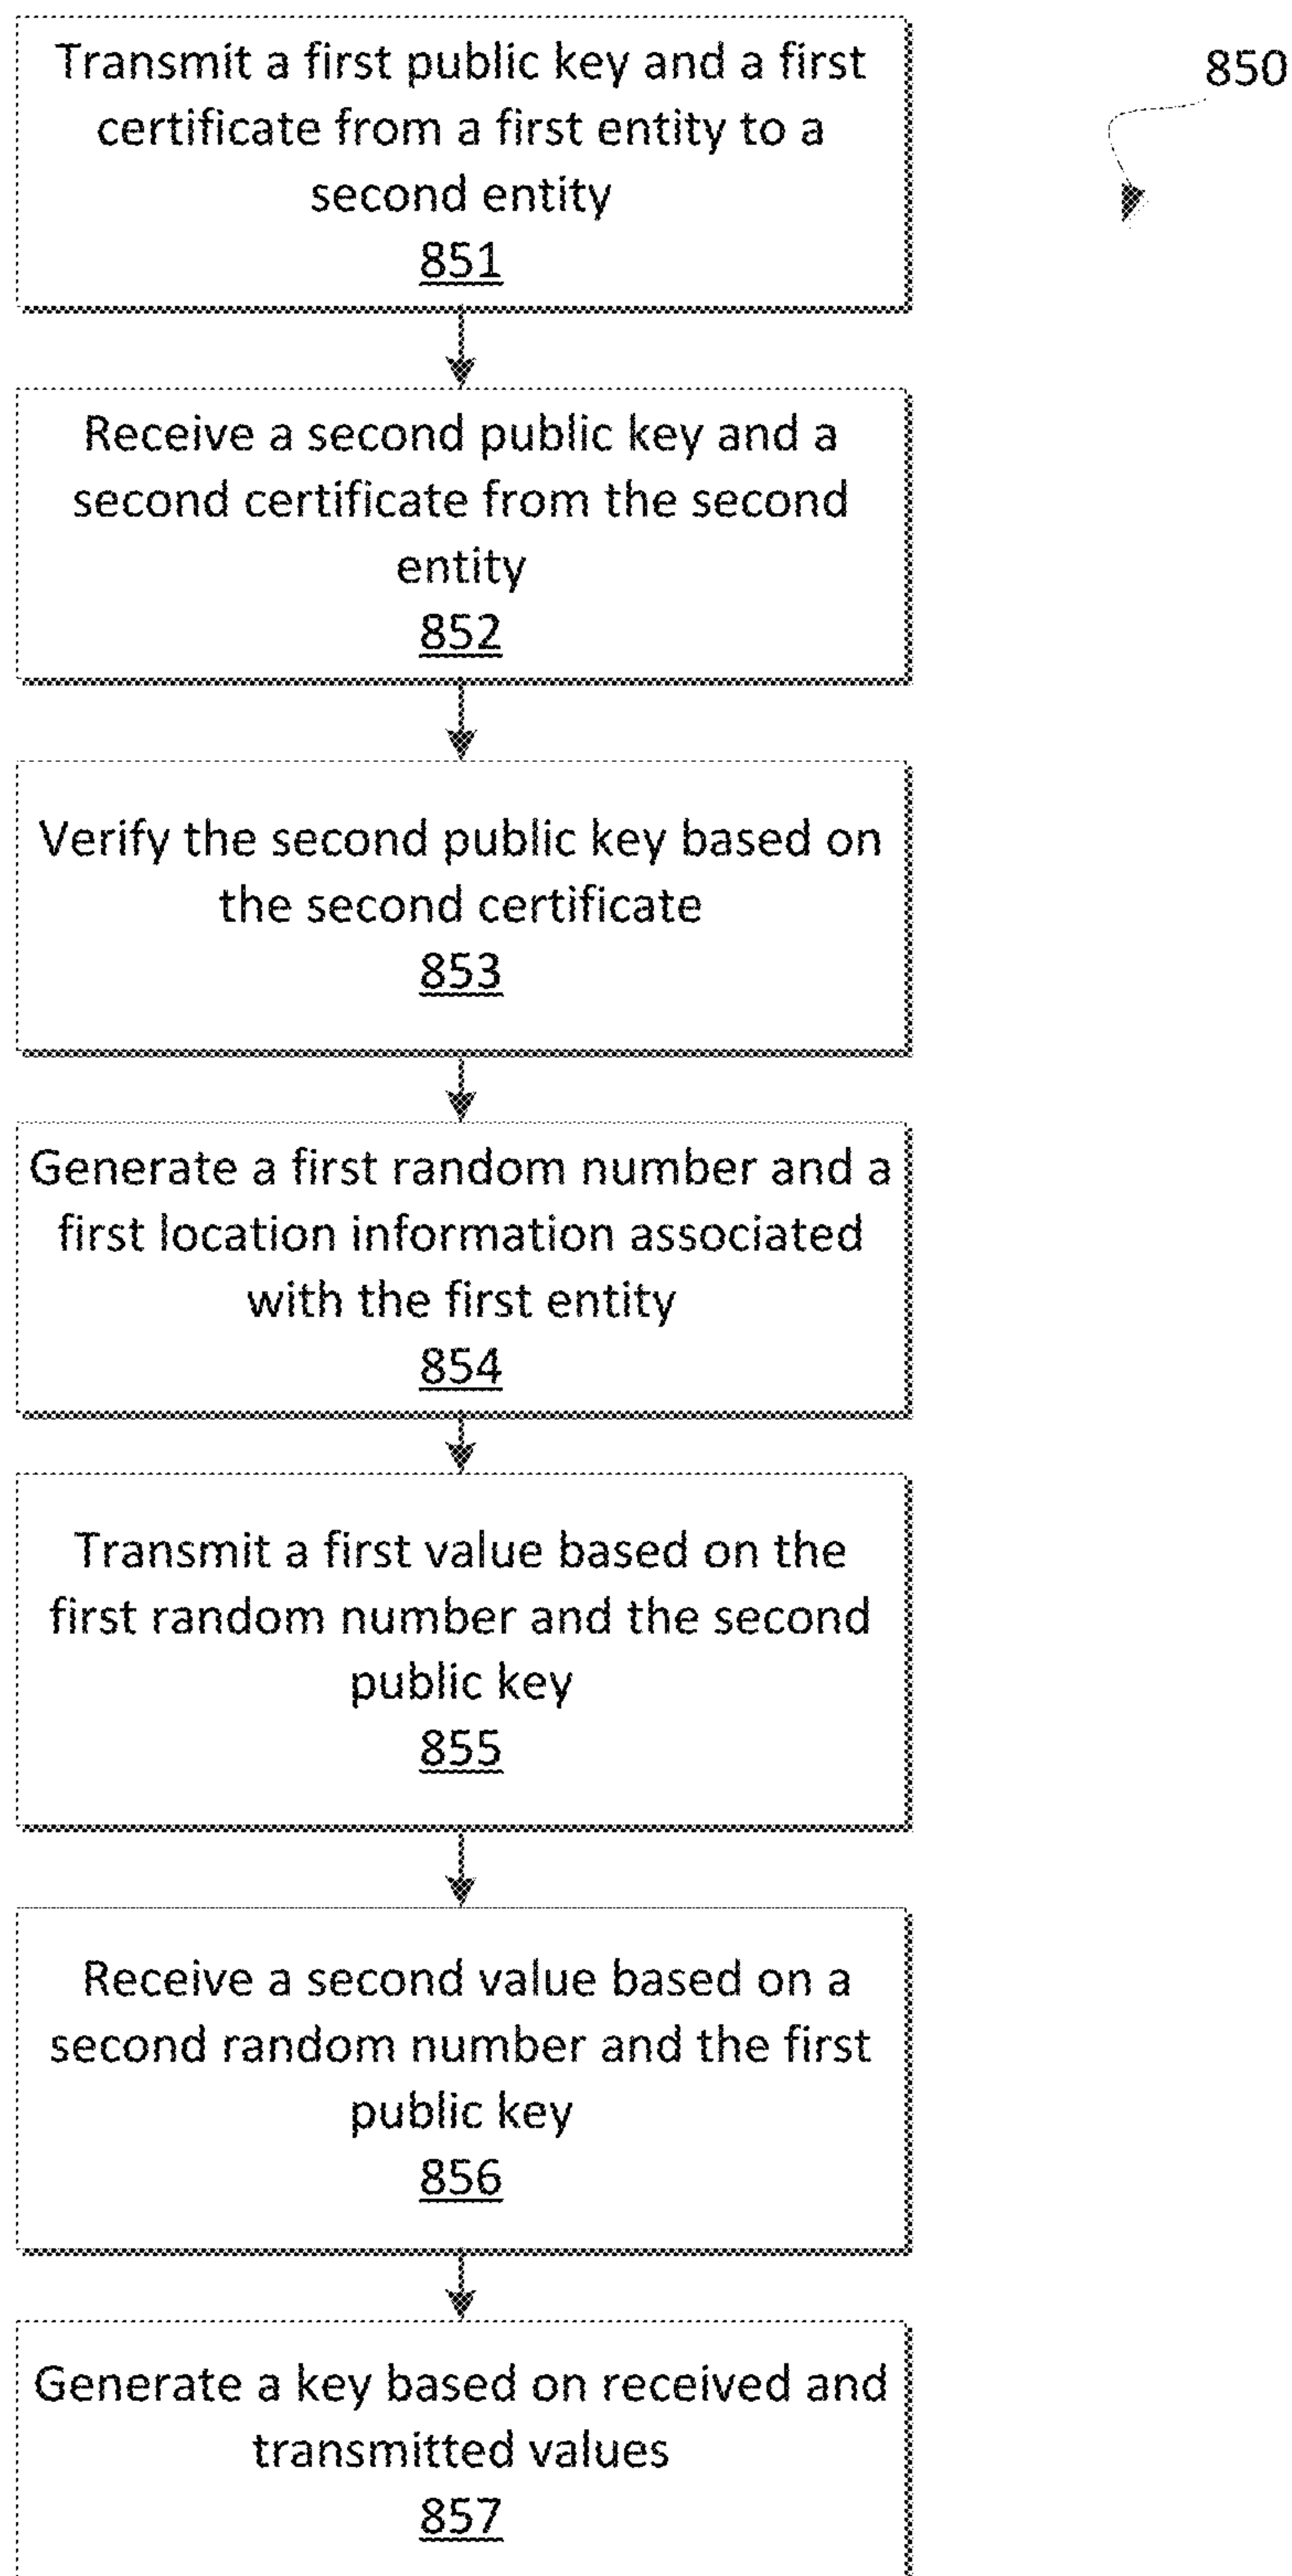 Transmit a first public key and a first
certificate from a first entity to a
second entity
851
850
Receive a second public key and a
second certificate from the second
entity
852
Verify the second public key based on
the second certificate
853
Generate a first random number and a
first location information associated
with the first entity
854
Transmit a first value based on the
first random number and the second
public key
855
Receive a second value based on a
second random number and the first
public key
856
Generate a key based on received and
transmitted values
857